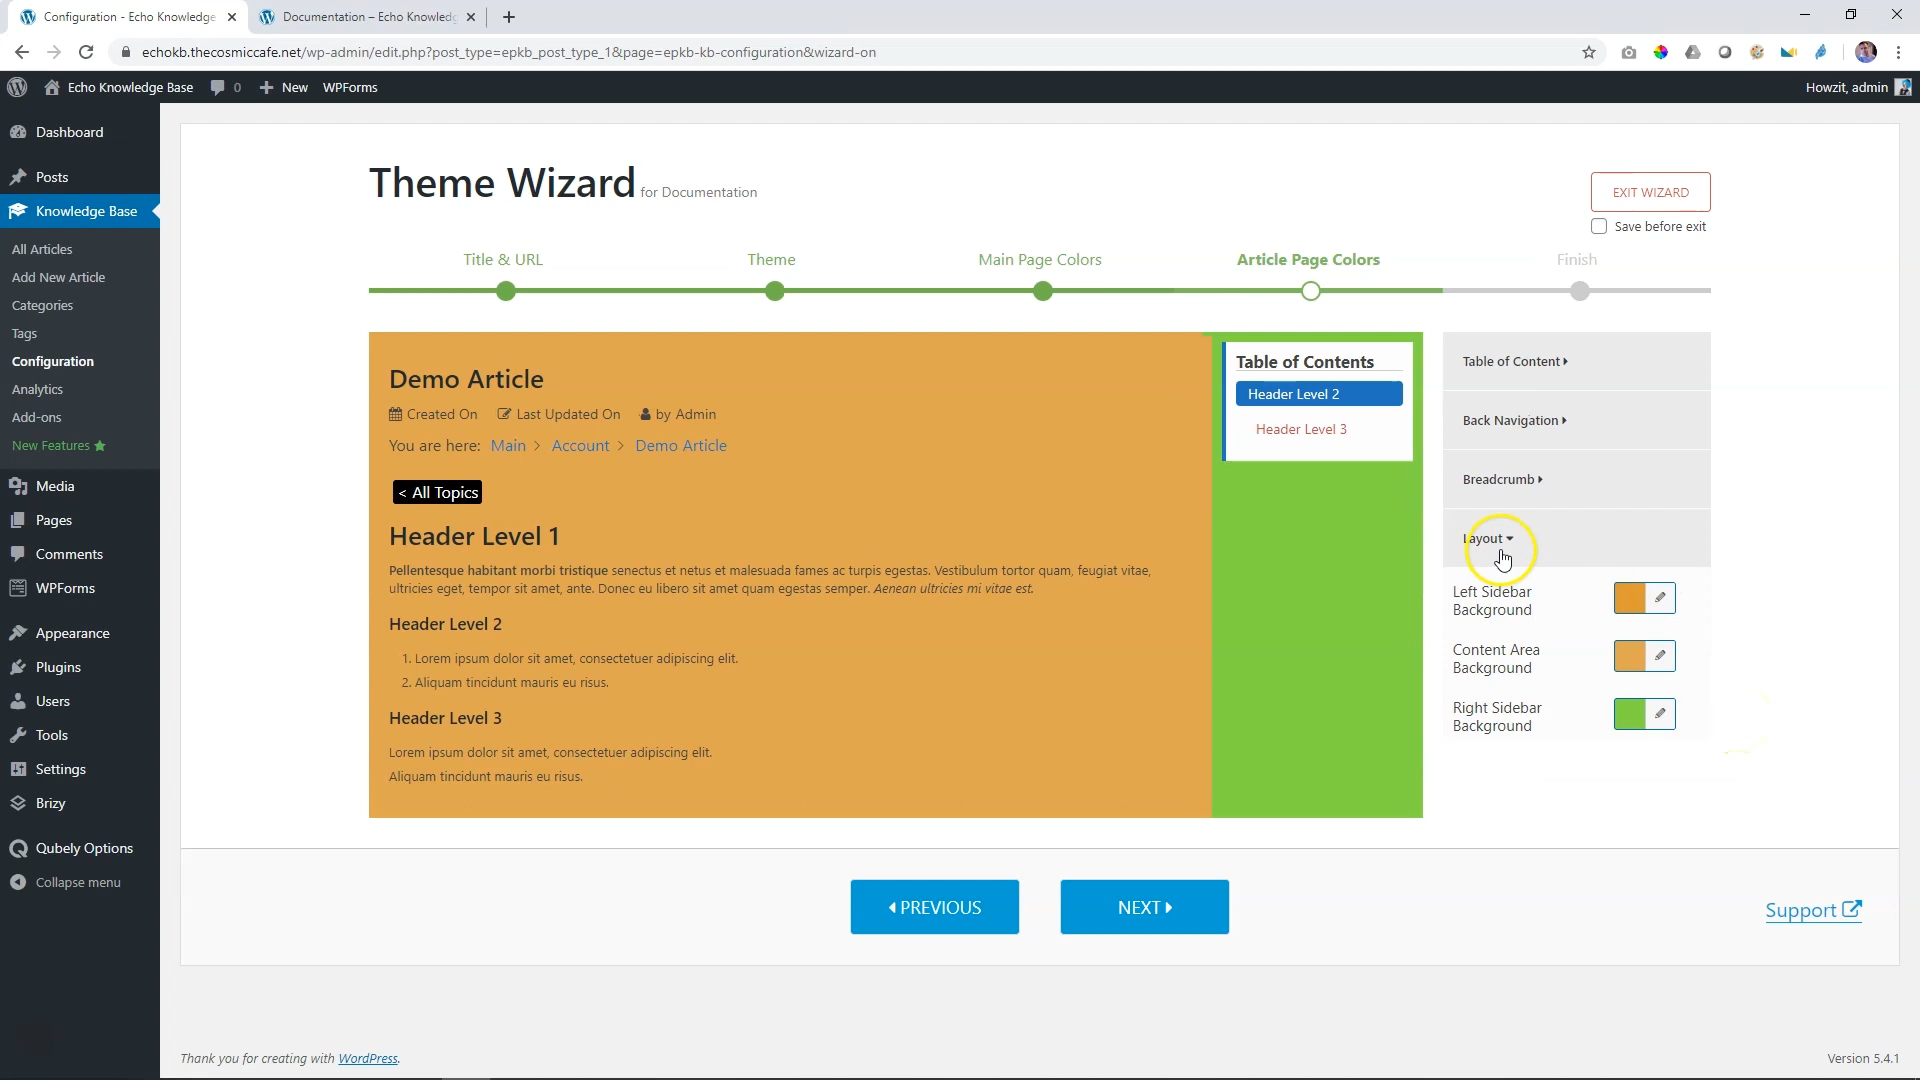 Configuration - Echo Knowledge
Documentation – Echo Knowledg
echokb.thecosmiccafe.net/wp-admin/edit.php?post_type=epkb_post_type_1&page=epkb-kb-configuration&wizard-on
Echo Knowledge Base
0
New
WPForms
Howzit, admin
Dashboard
Posts
Knowledge Base
All Articles
Add New Article
Categories
Tags
Configuration
Analytics
Add-ons
New Features
Media
Pages
Comments
WPForms
Appearance
Plugins
Users
Tools
Settings
Brizy
Qubely Options
Collapse menu
Theme Wizard for Documentation
EXIT WIZARD
Save before exit
Title & URL
Theme
Main Page Colors
Article Page Colors
Finish
Demo Article
Created On Last Updated On by Admin
You are here: Main > Account > Demo Article
< All Topics
Header Level 1
Pellentesque habitant morbi tristique senectus et netus et malesuada fames ac turpis egestas. Vestibulum tortor quam, feugiat vitae,
ultricies eget, tempor sit amet, ante. Donec eu libero sit amet quam egestas semper. Aenean ultricies mi vitae est.
Header Level 2
1. Lorem ipsum dolor sit amet, consectetuer adipiscing elit.
2. Aliquam tincidunt mauris eu risus.
Header Level 3
Lorem ipsum dolor sit amet, consectetuer adipiscing elit.
Aliquam tincidunt mauris eu risus.
Table of Contents
Header Level 2
Header Level 3
Table of Content
Back Navigation
Breadcrumb
Layout
Left Sidebar
Background
Content Area
Background
Right Sidebar
Background
PREVIOUS
NEXT
Support
Thank you for creating with WordPress.
Version 5.4.1